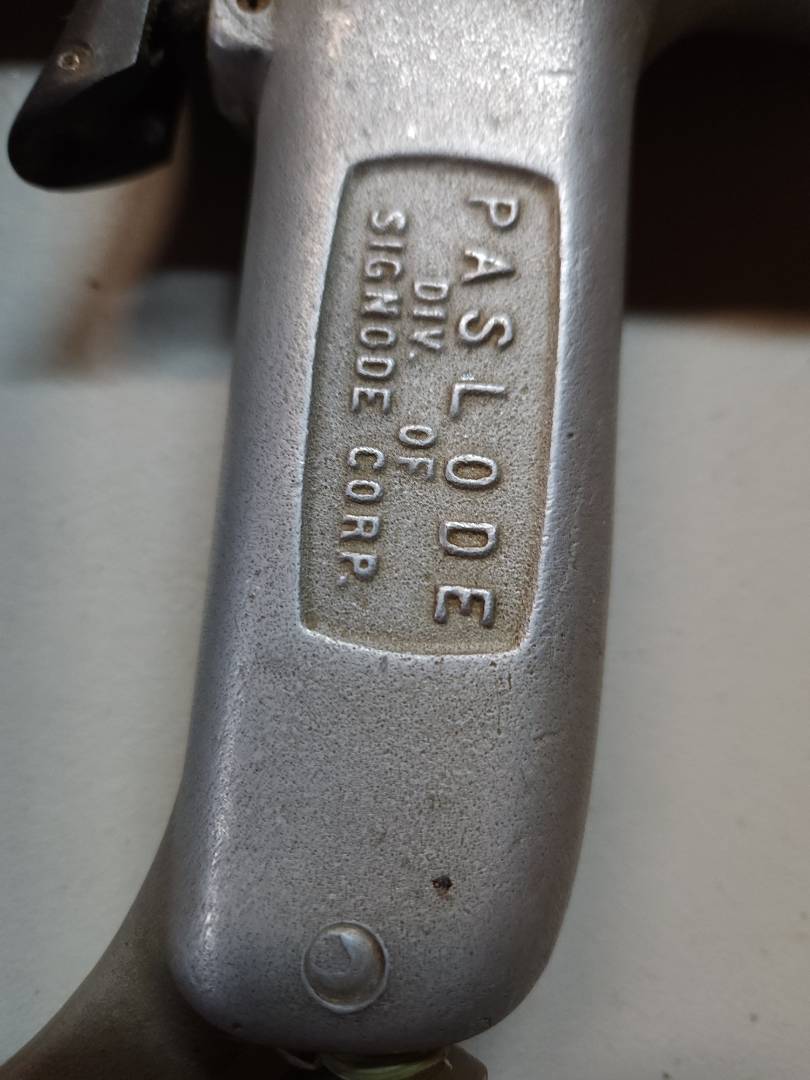 PASLODE
DIV. OF
SIGNODE CORP.